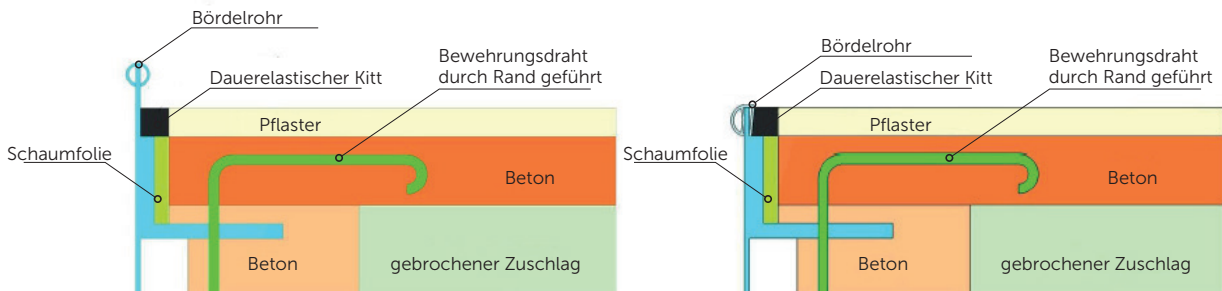 Bördelrohr
Bewehrungsdraht
durch Rand geführt
Dauerelastischer Kitt
Pflaster
Schaumfolie
Beton
Beton
gebrochener Zuschlag
Bördelrohr
Bewehrungsdraht
durch Rand geführt
Dauerelastischer Kitt
Pflaster
Schaumfolie
Beton
Beton
gebrochener Zuschlag